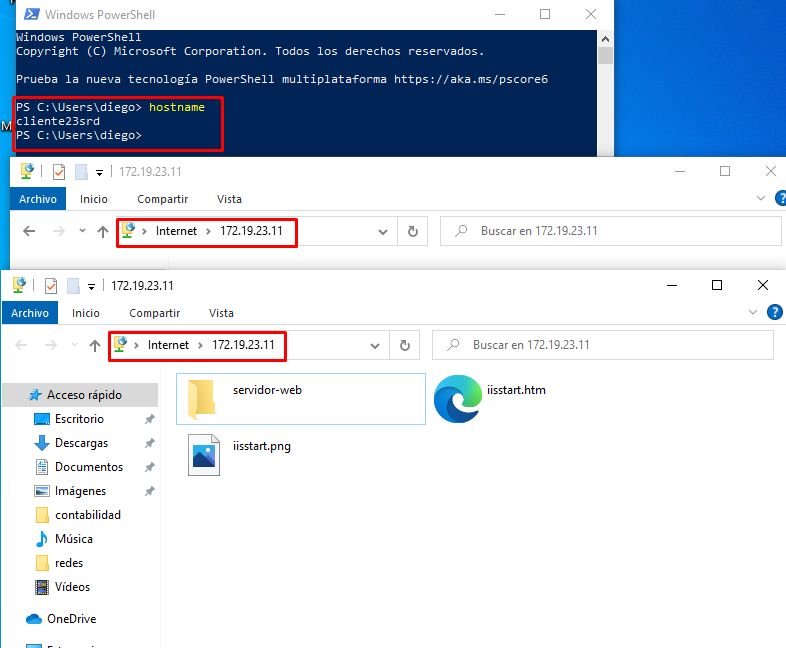 Windows PowerShell
Windows PowerShell
Copyright (C) Microsoft Corporation. Todos los derechos reservados.
Prueba la nueva tecnología PowerShell multiplataforma https://aka.ms/pscore6
PS C:\Users\diego> hostname
cliente23srd
PS C:\Users\diego>
M
172.19.23.11
Archivo Inicio Compartir Vista
Internet 172.19.23.11 Buscar en 172.19.23.11
172.19.23.11
Archivo Inicio Compartir Vista
Internet 172.19.23.11 Buscar en 172.19.23.11
Acceso rápido
Escritorio
Descargas
Documentos
Imágenes
contabilidad
Música
redes
Vídeos
OneDrive
servidor-web
iisstart.htm
iisstart.png